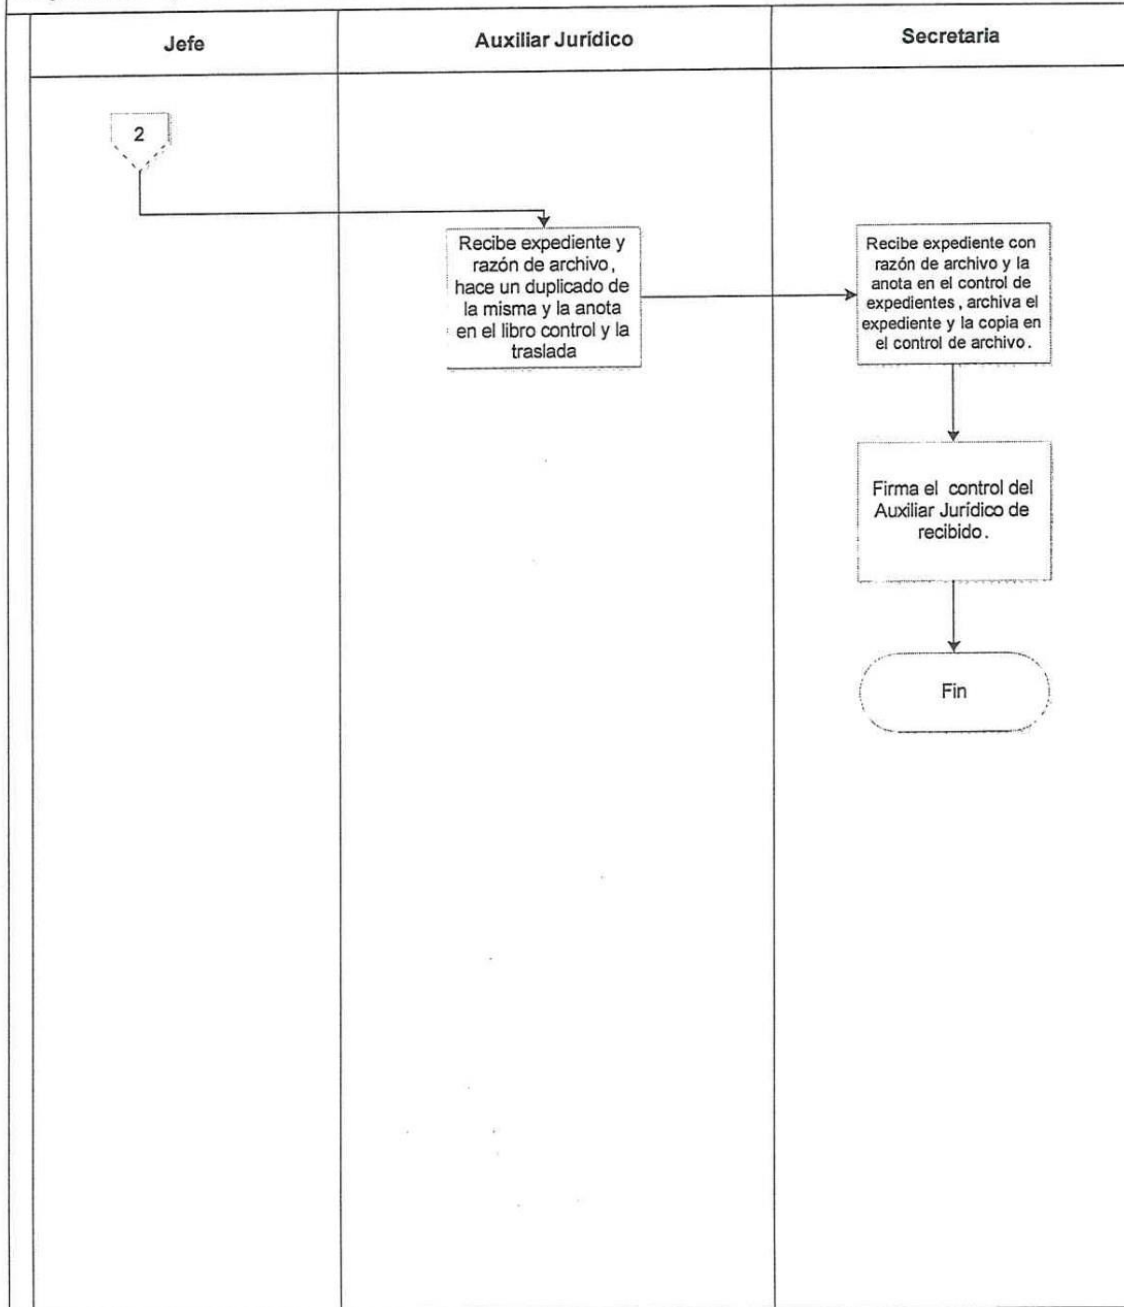 Jefe
Auxiliar Jurídico
Secretaria
2
Recibe expediente y
razón de archivo,
hace un duplicado de
la misma y la anota
en el libro control y la
traslada
Recibe expediente con
razón de archivo y la
anota en el control de
expedientes, archiva el
expediente y la copia en
el control de archivo.
Firma el control del
Auxiliar Jurídico de
recibido.
Fin